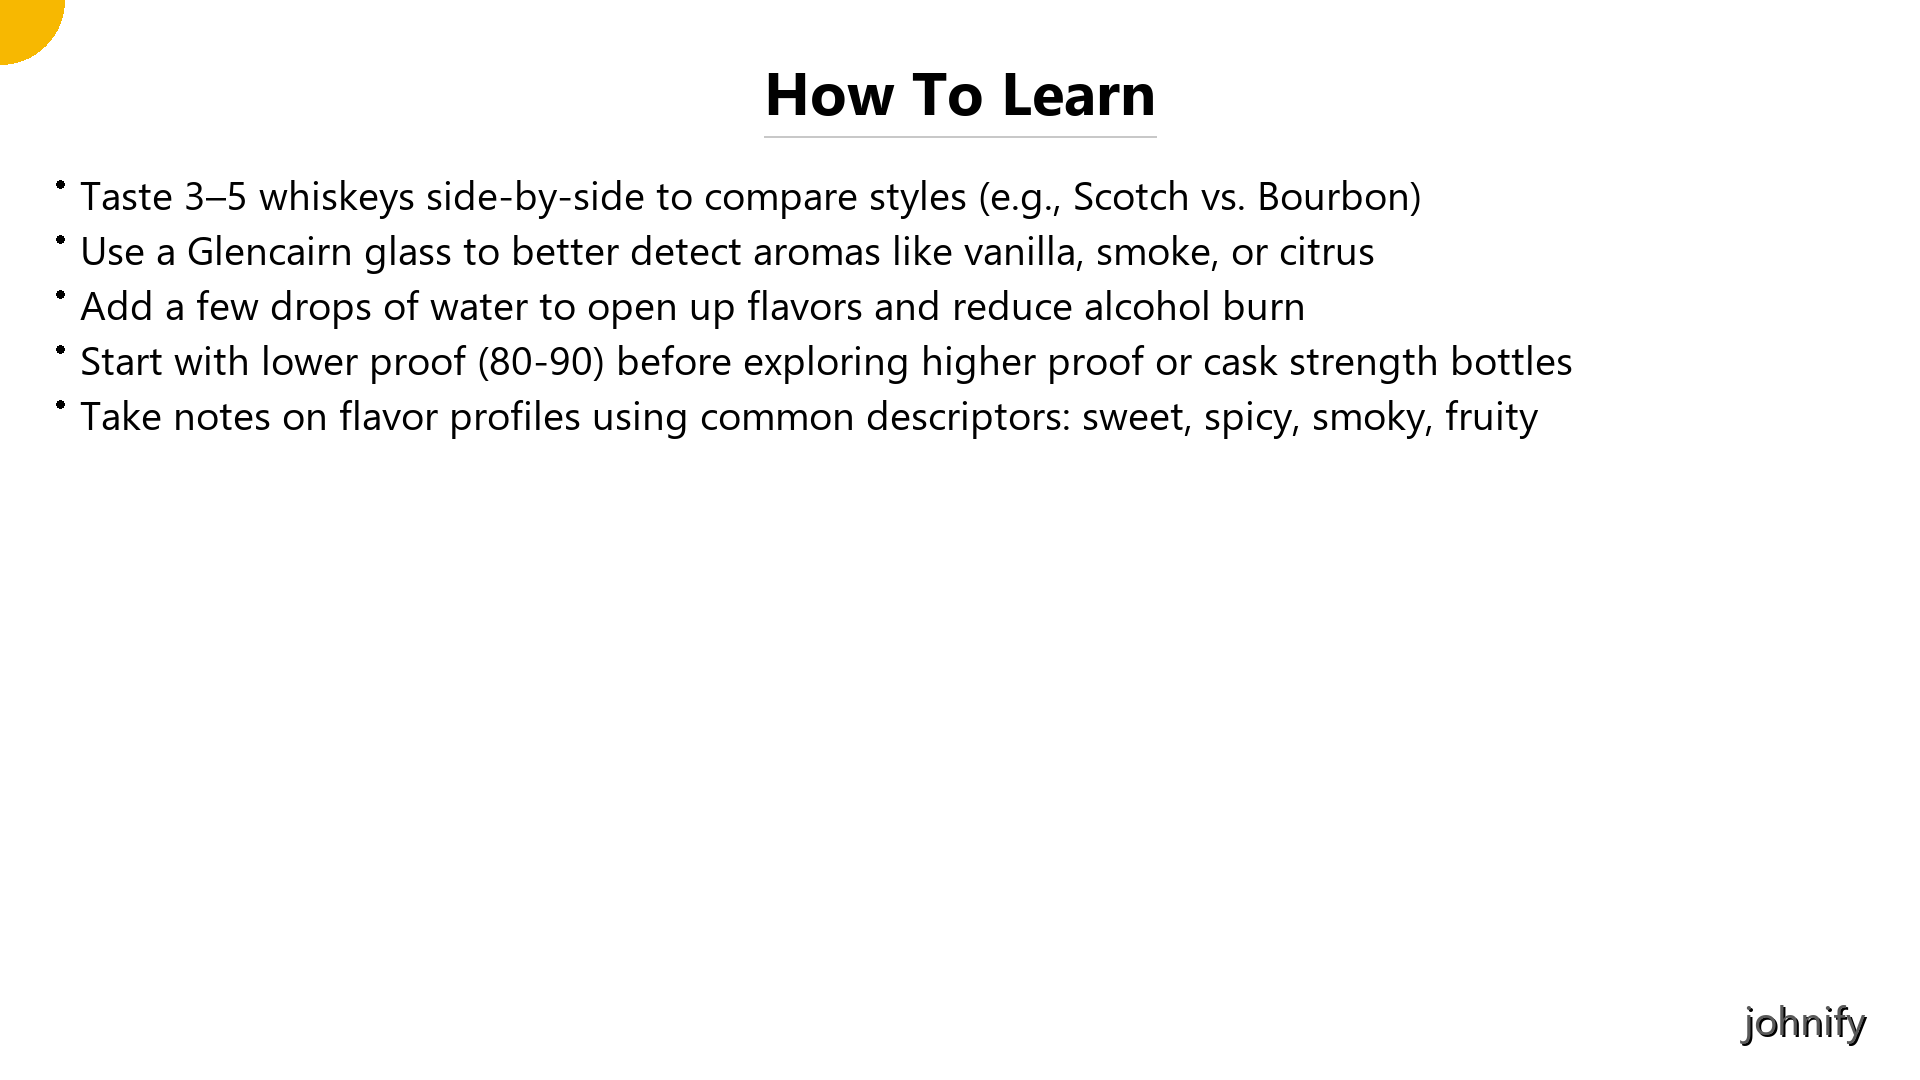 How To Learn
• Taste 3–5 whiskeys side-by-side to compare styles (e.g., Scotch vs. Bourbon)
• Use a Glencairn glass to better detect aromas like vanilla, smoke, or citrus
• Add a few drops of water to open up flavors and reduce alcohol burn
• Start with lower proof (80-90) before exploring higher proof or cask strength bottles
• Take notes on flavor profiles using common descriptors: sweet, spicy, smoky, fruity
johnify